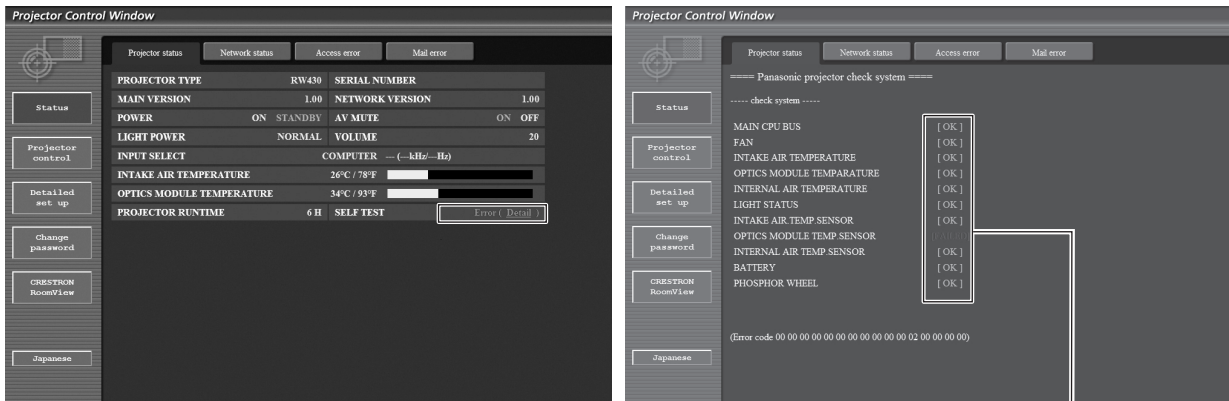 Projector Control Window
Projector status Network status Access error Mail error
PROJECTOR TYPE RW430 SERIAL NUMBER
MAIN VERSION 1.00 NETWORK VERSION 1.00
POWER ON STANDBY AV MUTE ON OFF
LIGHT POWER NORMAL VOLUME 20
INPUT SELECT COMPUTER --- (---kHz/---Hz)
INTAKE AIR TEMPERATURE 26°C / 78°F
OPTICS MODULE TEMPERATURE 34°C / 93°F
PROJECTOR RUNTIME 6 H SELF TEST Error ( Detail )
Status
Projector
control
Detailed
set up
Change
password
CRESTRON
RoomView
Japanese
Projector Control Window
Projector status Network status Access error Mail error
==== Panasonic projector check system ====
----- check system -----
MAIN CPU BUS [ OK ]
FAN [ OK ]
INTAKE AIR TEMPERATURE [ OK ]
OPTICS MODULE TEMPARATURE [ OK ]
INTERNAL AIR TEMPERATURE [ OK ]
LIGHT STATUS [ OK ]
INTAKE AIR.TEMP.SENSOR [ OK ]
OPTICS MODULE TEMP.SENSOR
INTERNAL AIR TEMP.SENSOR [ OK ]
BATTERY [ OK ]
PHOSPHOR WHEEL [ OK ]
(Error code 00 00 00 00 00 00 00 00 00 00 00 02 00 00 00 00)
Status
Projector
control
Detailed
set up
Change
password
CRESTRON
RoomView
Japanese